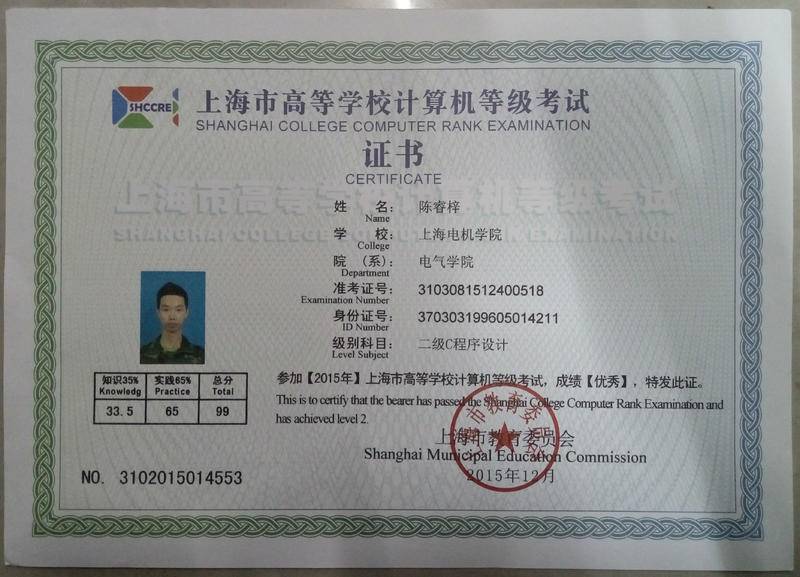 SHCCRE
上海市高等学校计算机等级考试
SHANGHAI COLLEGE COMPUTER RANK EXAMINATION
证书
CERTIFICATE
上海市高等学校计算机等级考试
SHANGHAI COLLEGE COMPUTER RANK EXAMINATION
姓 名: 陈睿梓
Name
学 校: 上海电机学院
College
院 (系): 电气学院
Department
准考证号: 3103081512400518
Examination Number
身份证号: 370303199605014211
ID Number
级别科目: 二级C程序设计
Level Subject
知识35% 实践65% 总分
Knowledg Practice Total
33.5 65 99
参加【2015年】上海市高等学校计算机等级考试，成绩【优秀】，特发此证。
This is to certify that the bearer has passed the Shanghai College Computer Rank Examination and
has achieved level 2.
上海市教育委员会
Shanghai Municipal Education Commission
2015年12月
上海市教育委员会
NO. 3102015014553